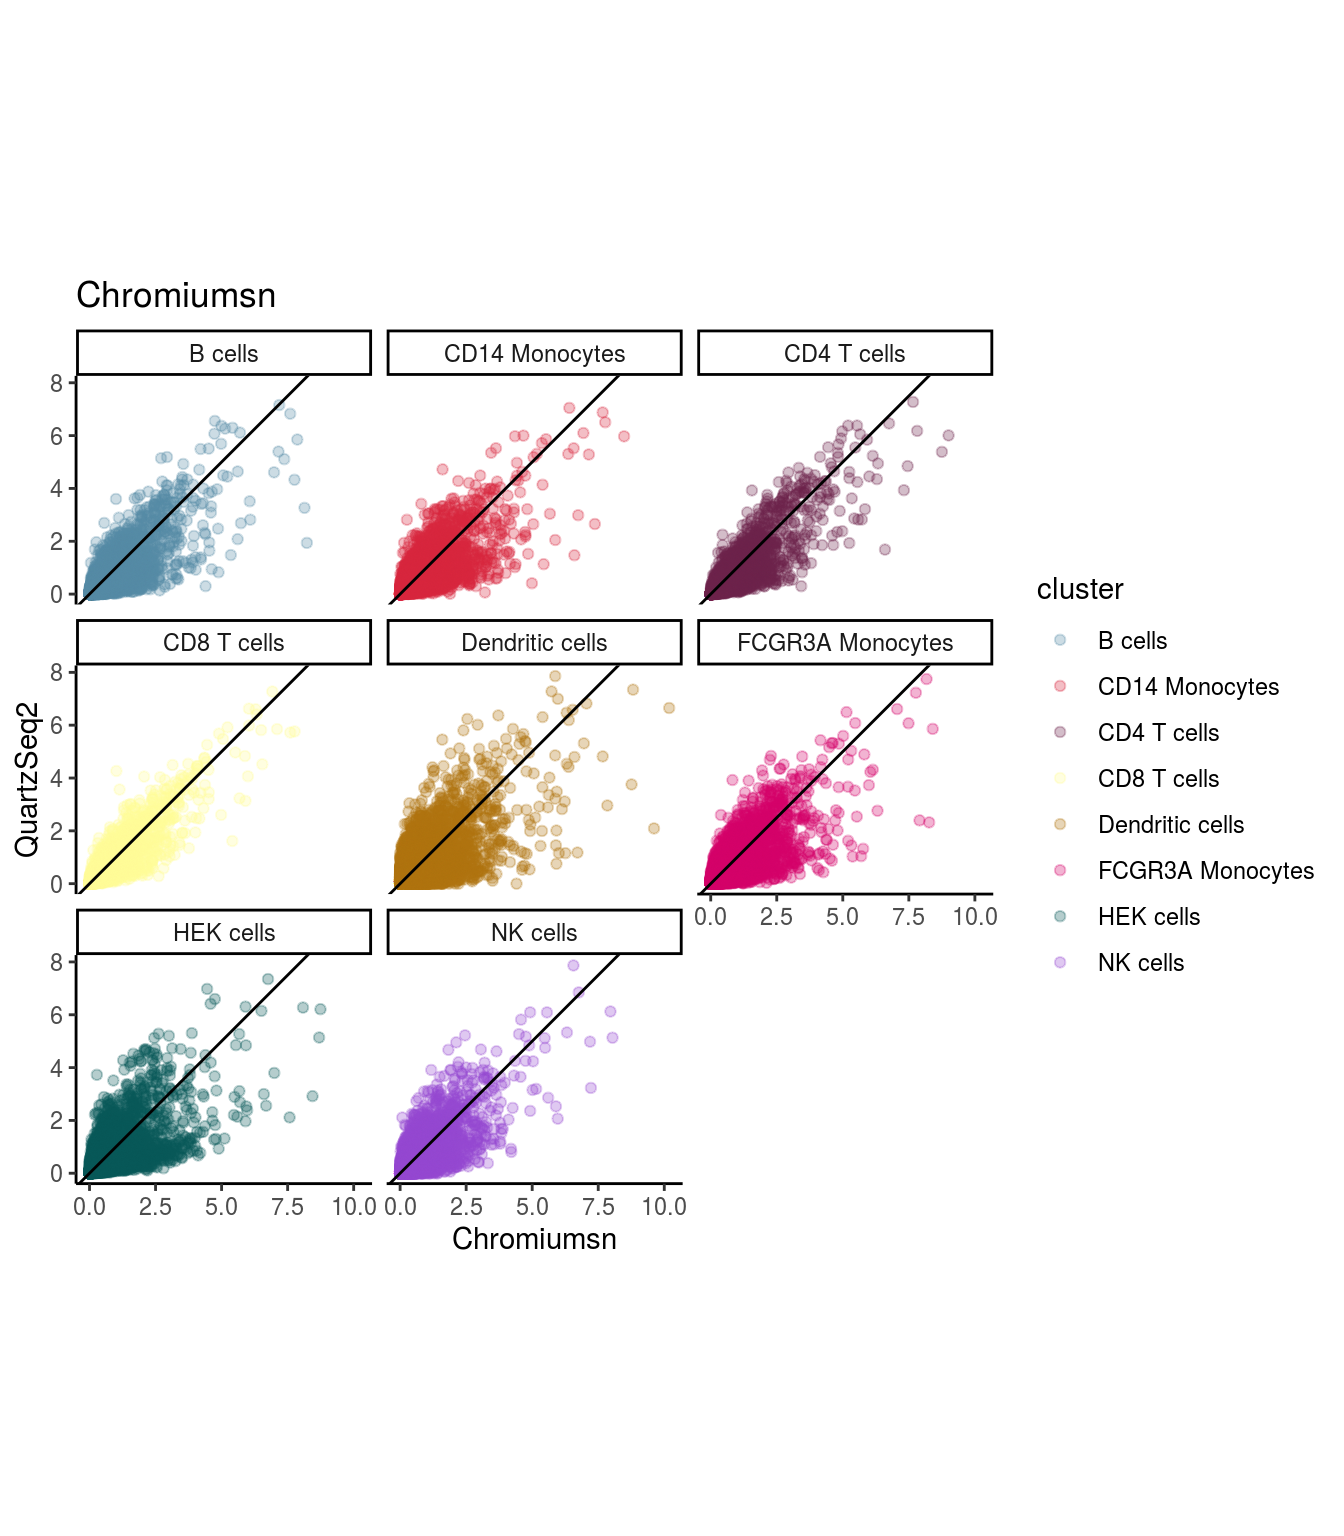 Chromiumsn
B cells
CD14 Monocytes
CD4 T cells
8
6
4
2
0
CD8 T cells
Dendritic cells
FCGR3A Monocytes
8
6
4
2
0
0.0 2.5 5.0 7.5 10.0
HEK cells
NK cells
8
6
4
2
0
0.0 2.5 5.0 7.5 10.0
0.0 2.5 5.0 7.5 10.0
Chromiumsn
QuartzSeq2
cluster
B cells
CD14 Monocytes
CD4 T cells
CD8 T cells
Dendritic cells
FCGR3A Monocytes
HEK cells
NK cells